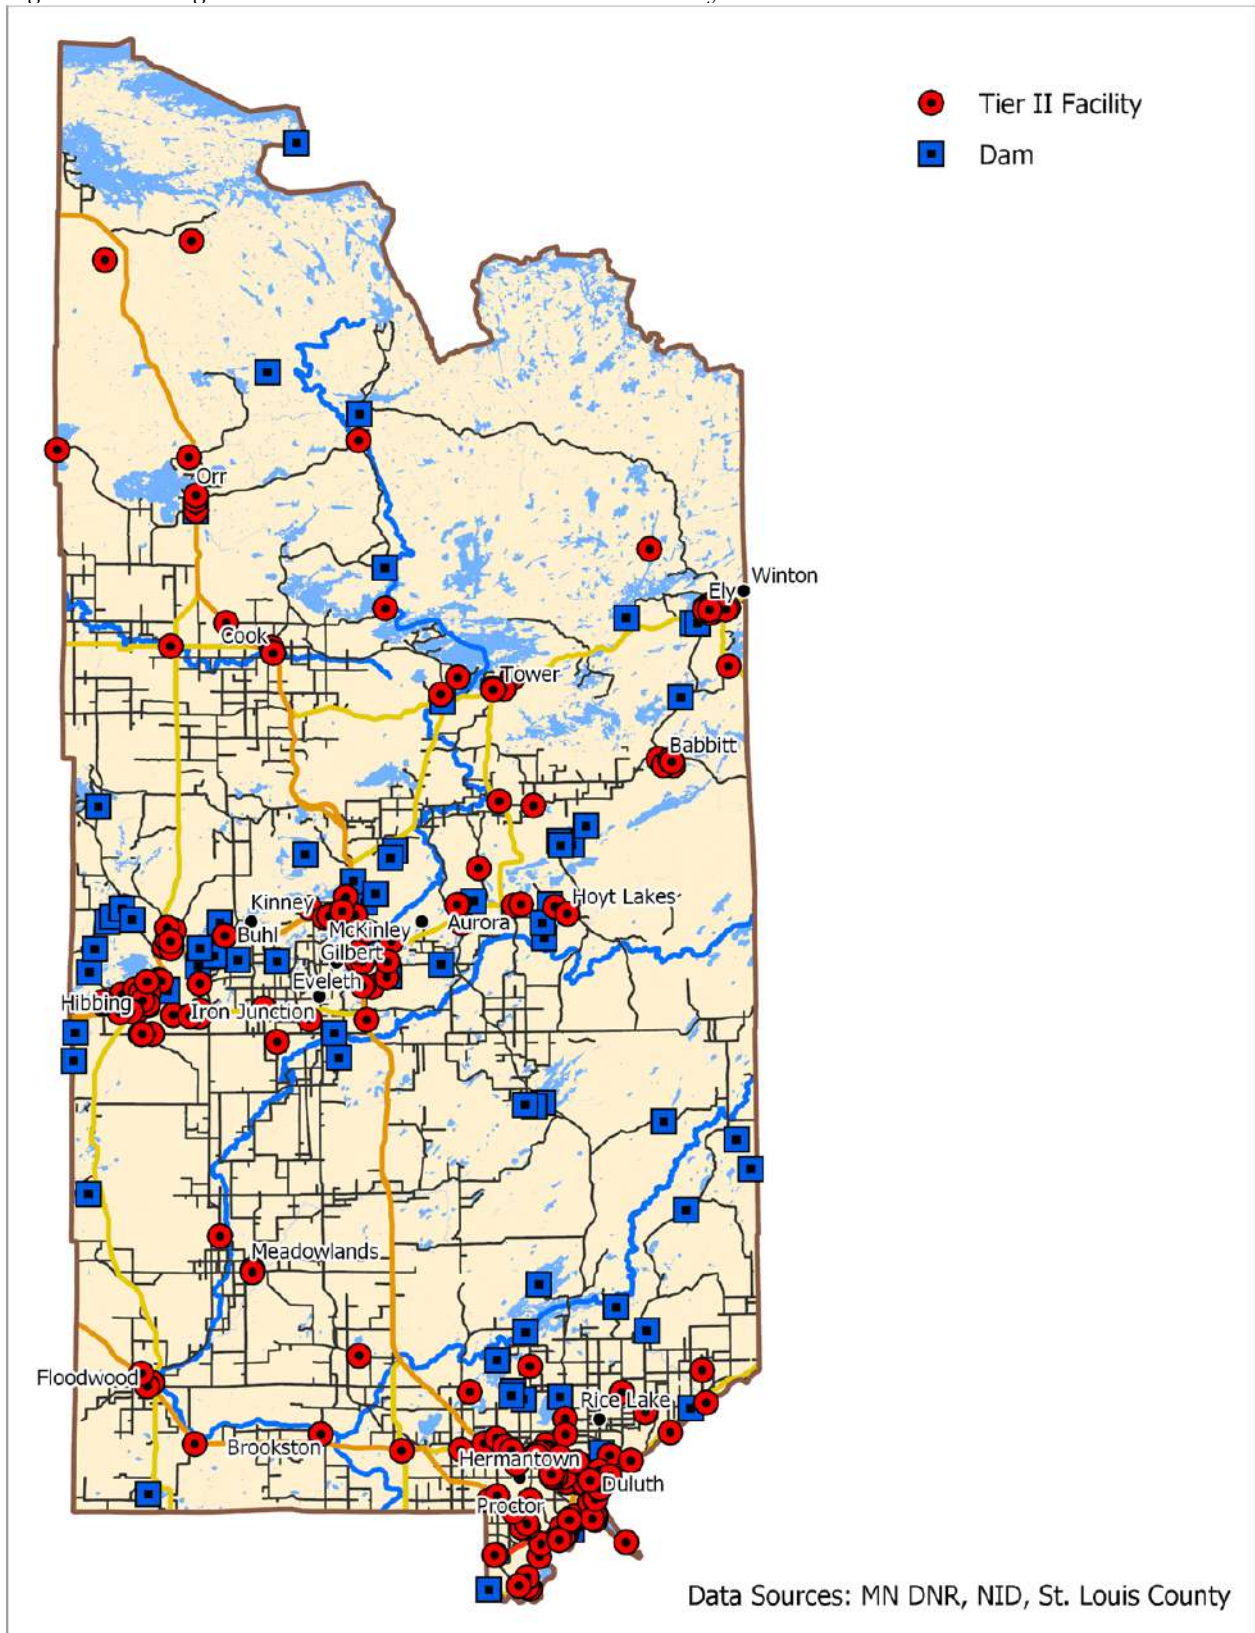 Tier II Facility
Dam
Orr
Winton
Ely
Cook
Tower
Babbitt
Kinney
Hoyt Lakes
Buhl
McKinley
Aurora
Gilbert
Eveleth
Hibbing
Iron Junction
Meadowlands
Floodwood
Rice Lake
Brookston
Hermantown
Duluth
Proctor
Data Sources: MN DNR, NID, St. Louis County